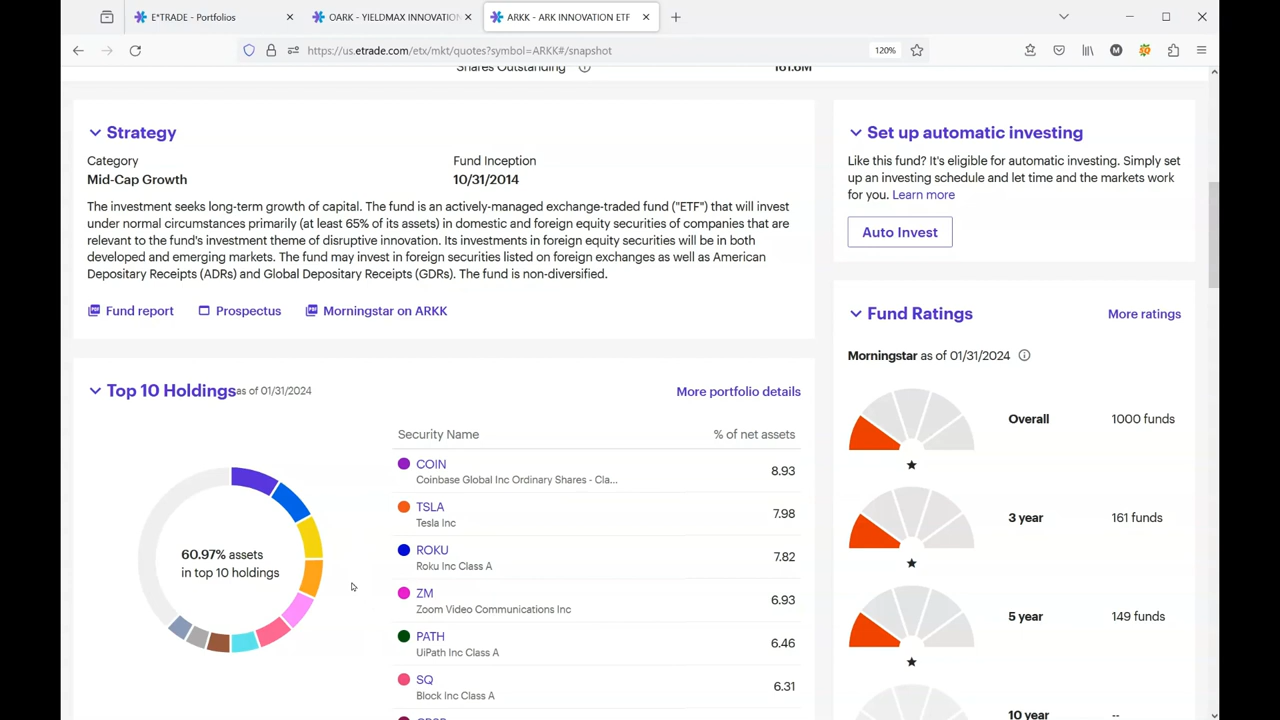 E*TRADE - Portfolios
OARK - YIELDMAX INNOVATION
ARKK - ARK INNOVATION ETF
https://us.etrade.com/etx/mkt/quotes?symbol=ARKK#/snapshot
120%
Shares Outstanding
161.6M
Strategy
Category
Fund Inception
Mid-Cap Growth
10/31/2014
The investment seeks long-term growth of capital. The fund is an actively-managed exchange-traded fund ("ETF") that will invest
under normal circumstances primarily (at least 65% of its assets) in domestic and foreign equity securities of companies that are
relevant to the fund's investment theme of disruptive innovation. Its investments in foreign equity securities will be in both
developed and emerging markets. The fund may invest in foreign securities listed on foreign exchanges as well as American
Depositary Receipts (ADRs) and Global Depositary Receipts (GDRs). The fund is non-diversified.
Fund report
Prospectus
Morningstar on ARKK
Set up automatic investing
Like this fund? It's eligible for automatic investing. Simply set
up an investing schedule and let time and the markets work
for you. Learn more
Auto Invest
Top 10 Holdings as of 01/31/2024
More portfolio details
60.97% assets
in top 10 holdings
Security Name
% of net assets
COIN
Coinbase Global Inc Ordinary Shares - Cla...
8.93
TSLA
Tesla Inc
7.98
ROKU
Roku Inc Class A
7.82
ZM
Zoom Video Communications Inc
6.93
PATH
UiPath Inc Class A
6.46
SQ
Block Inc Class A
6.31
Fund Ratings
More ratings
Morningstar as of 01/31/2024
Overall
1000 funds
3 year
161 funds
5 year
149 funds
10 year
--